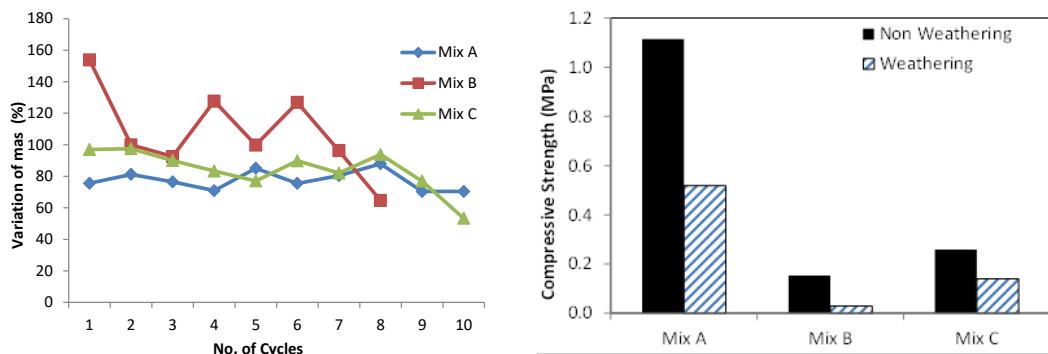 180
160
140
120
100
80
60
40
20
0
Variation of mas (%)
Mix A
Mix B
Mix C
1 2 3 4 5 6 7 8 9 10
No. of Cycles
1.2
1.0
0.8
0.6
0.4
0.2
0.0
Compressive Strength (MPa)
Non Weathering
Weathering
Mix A Mix B Mix C